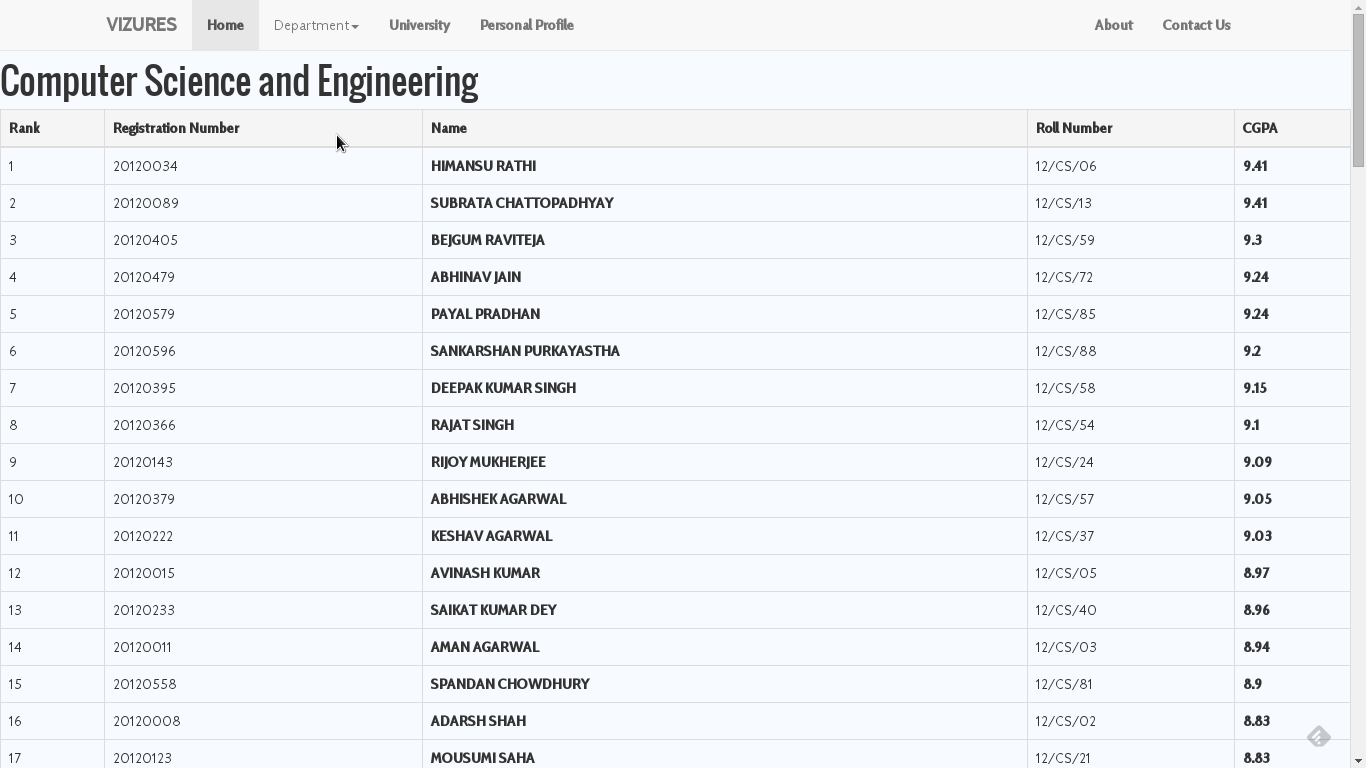 VIZURES Home Department University Personal Profile About Contact Us
Computer Science and Engineering
Rank Registration Number Name Roll Number CGPA
1 20120034 HIMANSU RATHI 12/CS/06 9.41
2 20120089 SUBRATA CHATTOPADHYAY 12/CS/13 9.41
3 20120405 BEJGUM RAVITEJA 12/CS/59 9.3
4 20120479 ABHINAV JAIN 12/CS/72 9.24
5 20120579 PAYAL PRADHAN 12/CS/85 9.24
6 20120596 SANKARSHAN PURKAYASTHA 12/CS/88 9.2
7 20120395 DEEPAK KUMAR SINGH 12/CS/58 9.15
8 20120366 RAJAT SINGH 12/CS/54 9.1
9 20120143 RIJOY MUKHERJEE 12/CS/24 9.09
10 20120379 ABHISHEK AGARWAL 12/CS/57 9.05
11 20120222 KESHAV AGARWAL 12/CS/37 9.03
12 20120015 AVINASH KUMAR 12/CS/05 8.97
13 20120233 SAIKAT KUMAR DEY 12/CS/40 8.96
14 20120011 AMAN AGARWAL 12/CS/03 8.94
15 20120558 SPANDAN CHOWDHURY 12/CS/81 8.9
16 20120008 ADARSH SHAH 12/CS/02 8.83
17 20120123 MOUSUMI SAHA 12/CS/21 8.83